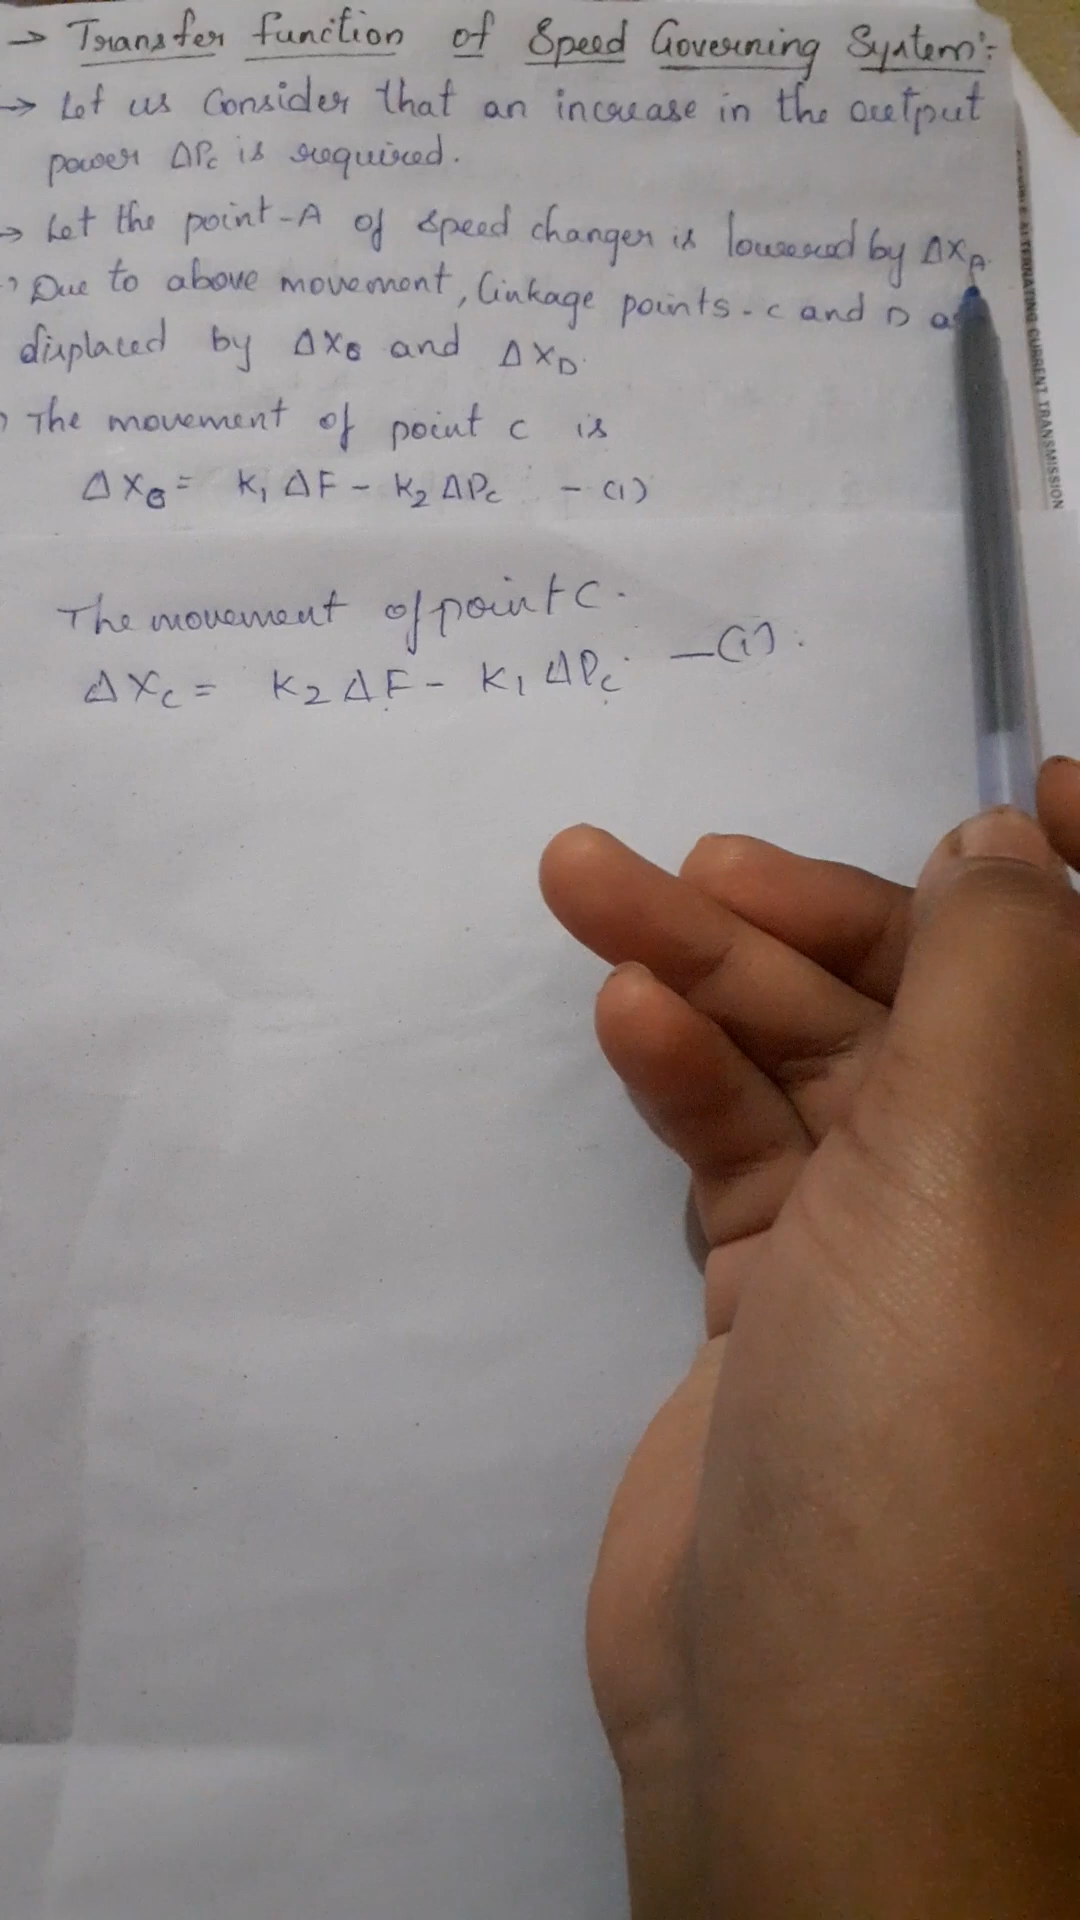 → Transfer function of Speed Governing System:-
→ Let us Consider that an increase in the output
power ΔPc is required.
→ Let the point-A of speed changer is lowered by ΔXA.
→ Due to above movement, linkage points-C and D
displaced by ΔXC and ΔXD.
→ The movement of point C is
ΔXC = K1 ΔF - K2 ΔPc - (1)
The movement of point C.
ΔXC = K2 ΔF - K1 ΔPc -(1).
ALTERNATING CURRENT TRANSMISSION